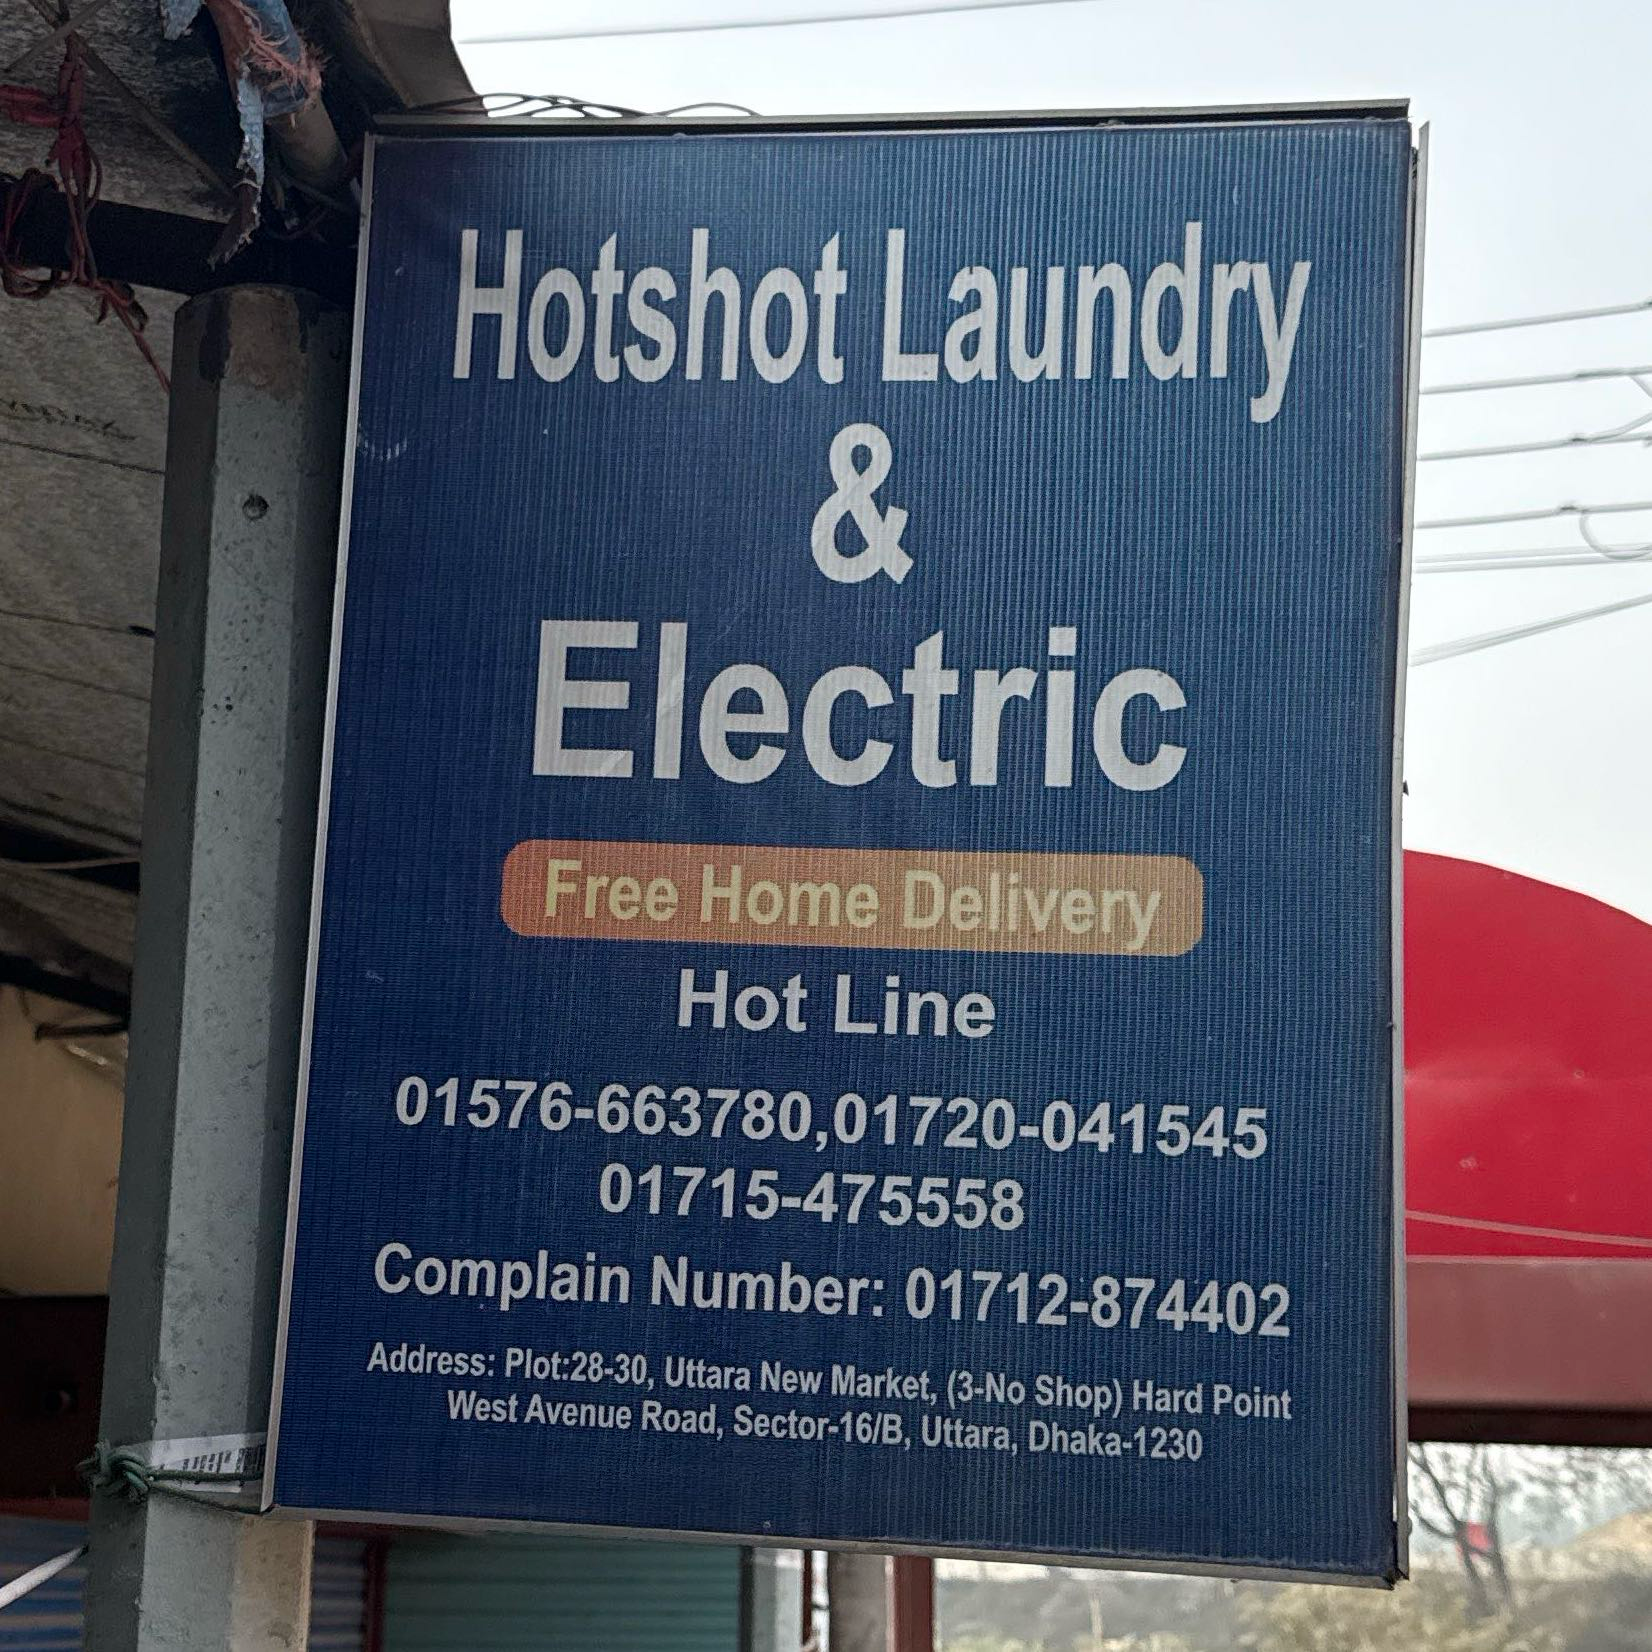 Hotshot Laundry
&
Electric
Free Home Delivery
Hot Line
01576-663780,01720-041545
01715-475558
Complain Number: 01712-874402
Address: Plot:28-30, Uttara New Market, (3-No Shop) Hard Point
West Avenue Road, Sector-16/B, Uttara, Dhaka-1230